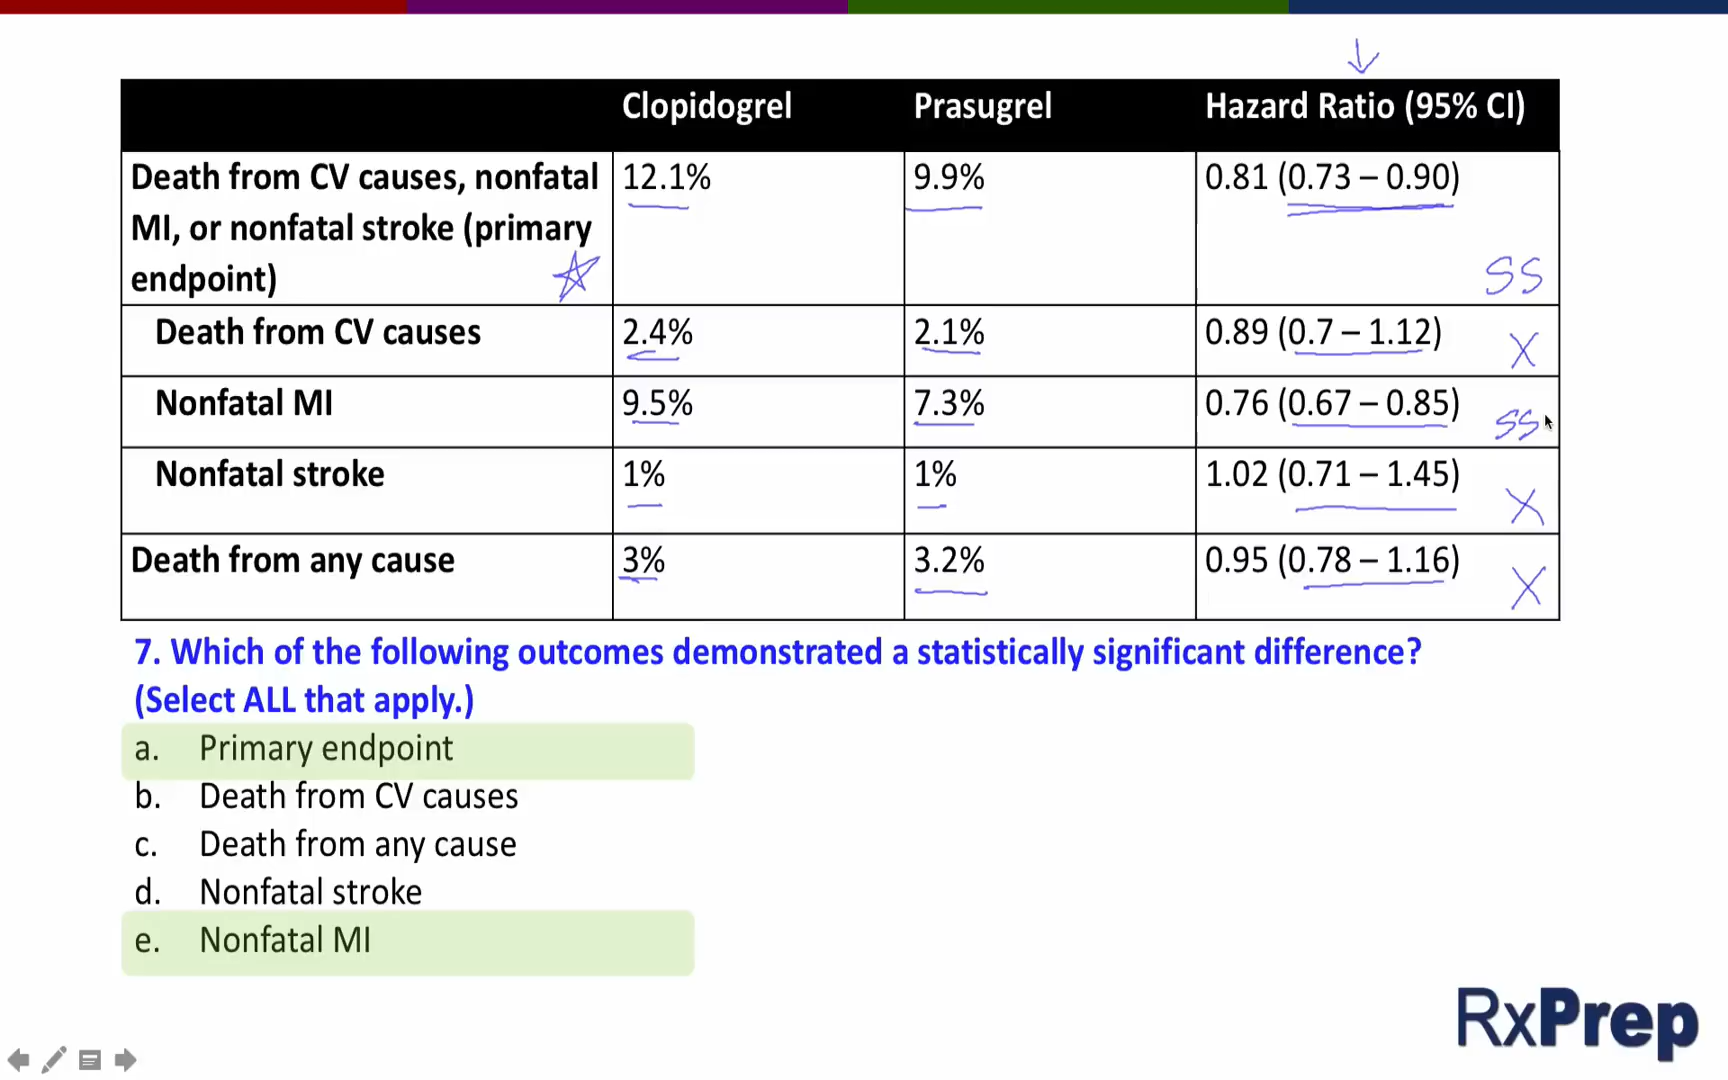 Clopidogrel Prasugrel Hazard Ratio (95% CI)
Death from CV causes, nonfatal 12.1% 9.9% 0.81 (0.73 – 0.90)
MI, or nonfatal stroke (primary
endpoint) SS
Death from CV causes 2.4% 2.1% 0.89 (0.7 – 1.12) X
Nonfatal MI 9.5% 7.3% 0.76 (0.67 – 0.85) SS
Nonfatal stroke 1% 1% 1.02 (0.71 – 1.45) X
Death from any cause 3% 3.2% 0.95 (0.78 – 1.16) X
7. Which of the following outcomes demonstrated a statistically significant difference?
(Select ALL that apply.)
a. Primary endpoint
b. Death from CV causes
c. Death from any cause
d. Nonfatal stroke
e. Nonfatal MI
RxPrep